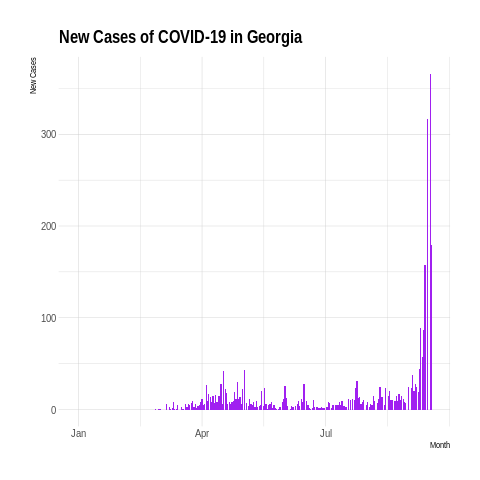 New Cases of COVID-19 in Georgia
New Cases
300
200
100
0
Jan Apr Jul
Month